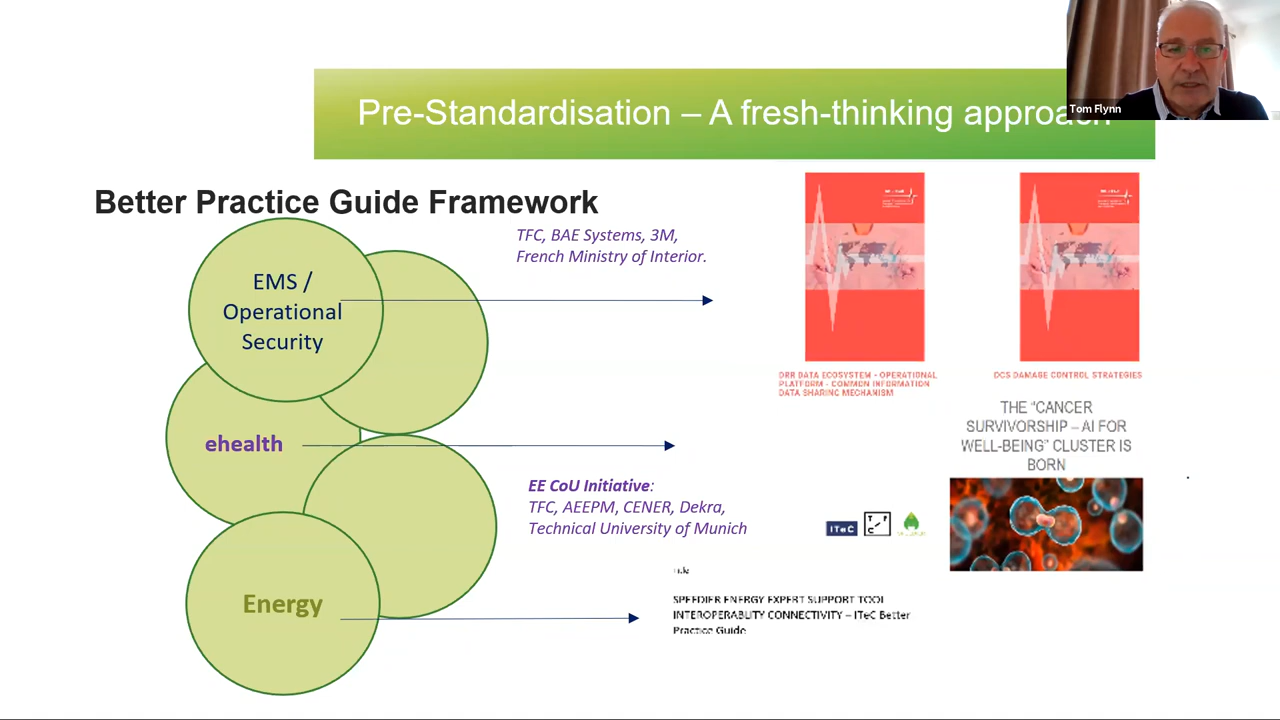 Pre-Standardisation – A fresh-thinking approach
Tom Flynn
Better Practice Guide Framework
TFC, BAE Systems, 3M,
French Ministry of Interior.
EMS /
Operational
Security
DRR DATA ECOSYSTEM - OPERATIONAL
PLATFORM - COMMON INFORMATION
DATA SHARING MECHANISM
DCS DAMAGE CONTROL STRATEGIES
THE “CANCER
SURVIVORSHIP – AI FOR
WELL-BEING” CLUSTER IS
BORN
ehealth
EE CoU Initiative:
TFC, AEEPM, CENER, Dekra,
Technical University of Munich
ITeC
T F C
Title
Energy
SPEEDIER ENERGY EXPERT SUPPORT TOOL
INTEROPERABLITY CONNECTIVITY – ITeC Better
Practice Guide